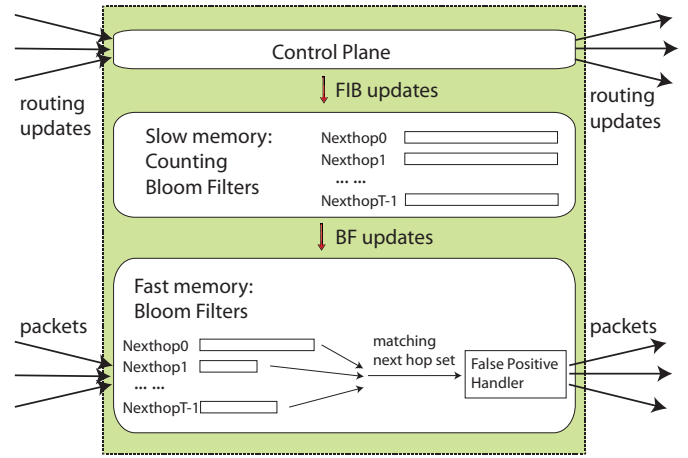 Control Plane
routing
updates
FIB updates
routing
updates
Slow memory:
Counting
Bloom Filters
Nexthop0
Nexthop1
... ...
NexthopT-1
BF updates
Fast memory:
Bloom Filters
packets
Nexthop0
Nexthop1
... ...
NexthopT-1
matching
next hop set
False Positive
Handler
packets